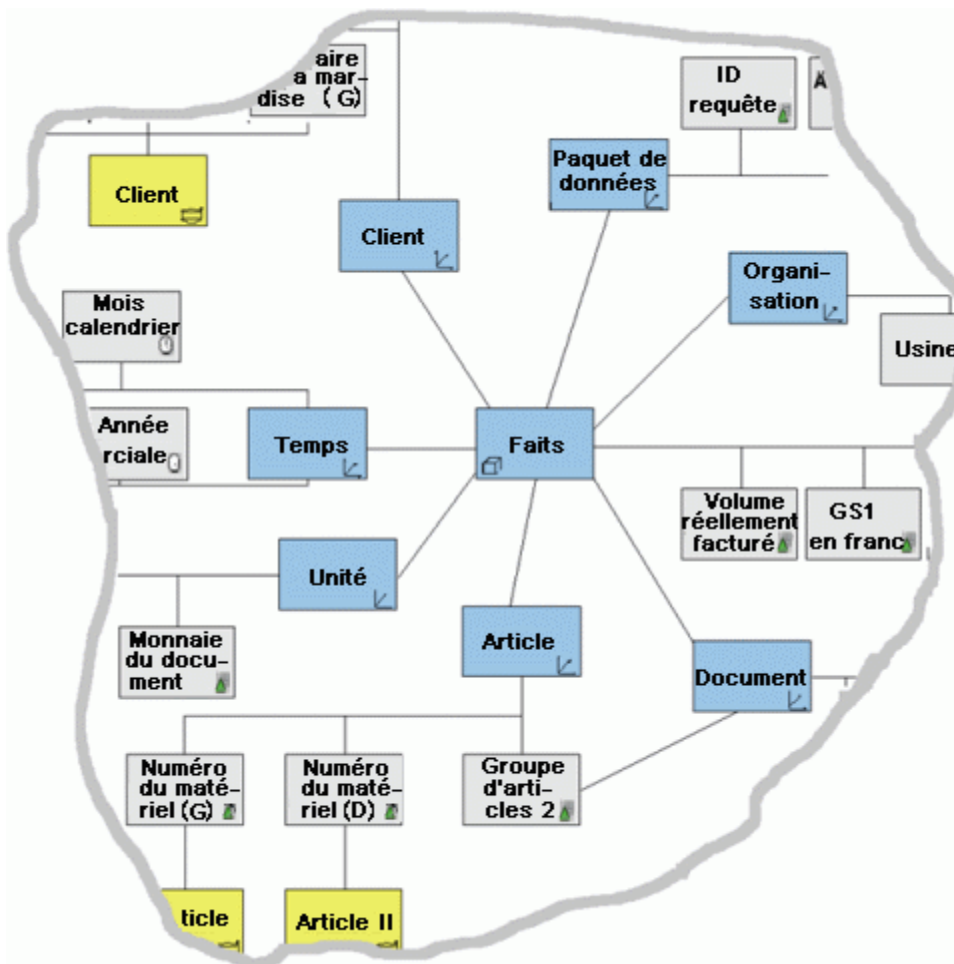 aire
a mar-
dise (G)
ID
requête
Client
Client
Paquet de
données
Organi-
sation
Usine
Mois
calendrier
Année
rciale
Temps
Faits
Volume
réellement
facturé
GS1
en franc
Unité
Article
Document
Monnaie
du docu-
ment
Numéro
du maté-
riel (G)
Numéro
du maté-
riel (D)
Groupe
d'arti-
cles 2
ticle
Article II